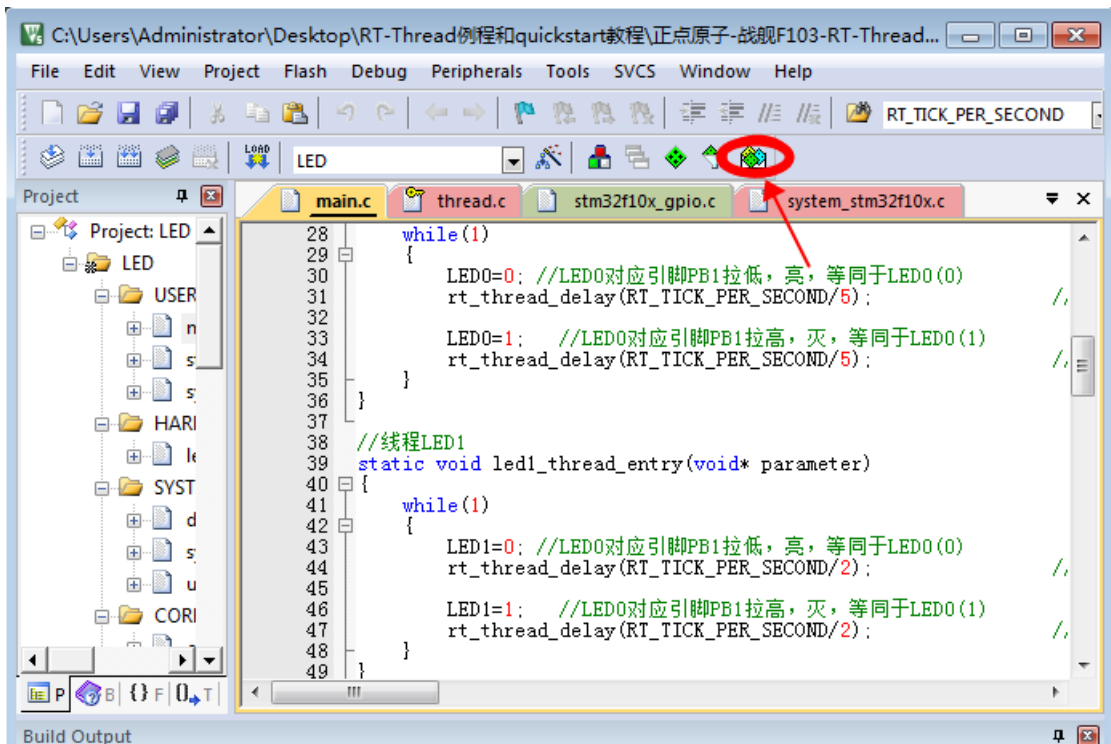 C:\Users\Administrator\Desktop\RT-Thread例程和quickstart教程\正点原子-战舰F103-RT-Thread...
File Edit View Project Flash Debug Peripherals Tools SVCS Window Help
RT_TICK_PER_SECOND
LOAD LED
Project
main.c thread.c stm32f10x_gpio.c system_stm32f10x.c
Project: LED
LED
USER
HARI
SYST
CORI
28 while(1)
29 {
30 LED0=0; //LED0对应引脚PB1拉低,亮,等同于LED0(0)
31 rt_thread_delay(RT_TICK_PER_SECOND/5); //
32
33 LED0=1; //LED0对应引脚PB1拉高,灭,等同于LED0(1)
34 rt_thread_delay(RT_TICK_PER_SECOND/5); //
35 }
36 }
37
38 //线程LED1
39 static void led1_thread_entry(void* parameter)
40 {
41 while(1)
42 {
43 LED1=0; //LED0对应引脚PB1拉低,亮,等同于LED0(0)
44 rt_thread_delay(RT_TICK_PER_SECOND/2); //
45
46 LED1=1; //LED0对应引脚PB1拉高,灭,等同于LED0(1)
47 rt_thread_delay(RT_TICK_PER_SECOND/2); //
48 }
49 }
P B {} F 0 T
Build Output